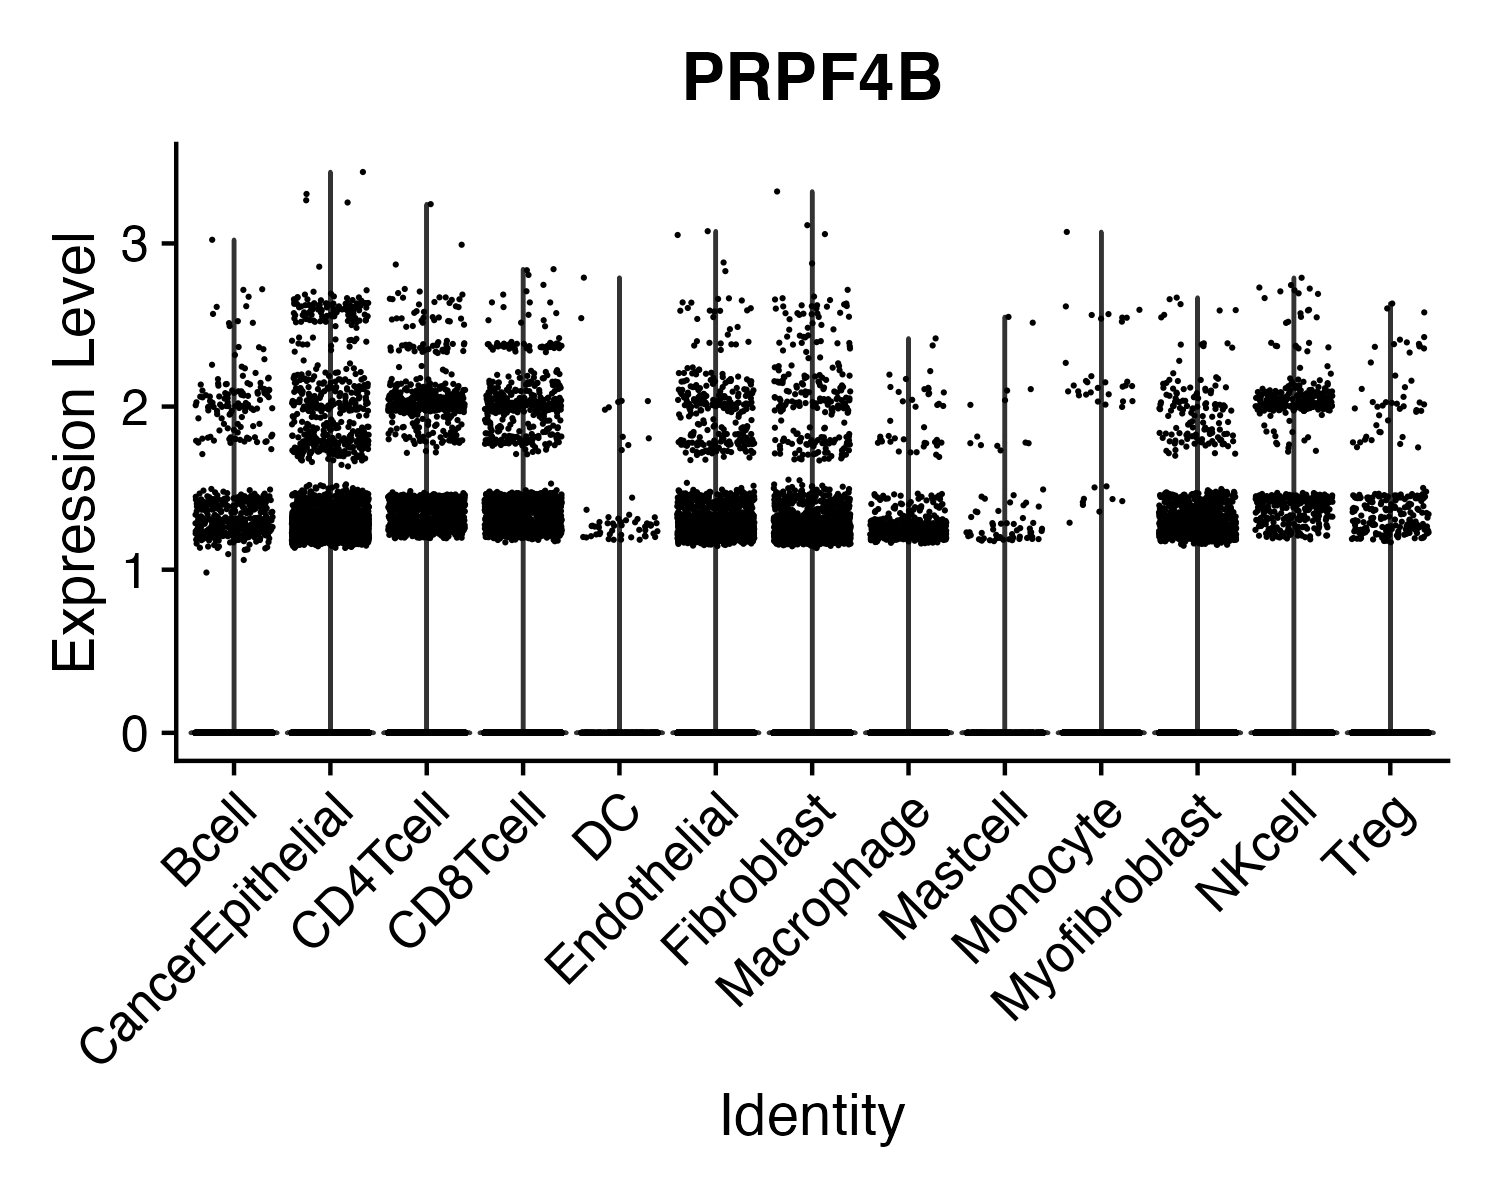 PRPF4B
Expression Level
3
2
1
0
Bcell
CancerEpithelial
CD4Tcell
CD8Tcell
DC
Endothelial
Fibroblast
Macrophage
Mastcell
Monocyte
Myofibroblast
NKcell
Treg
Identity